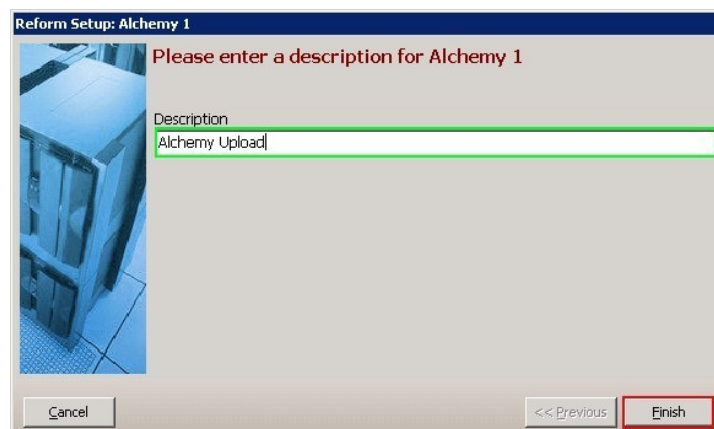 Reform Setup: Alchemy 1
Please enter a description for Alchemy 1
Description
Alchemy Upload
Cancel
<< Previous
Finish